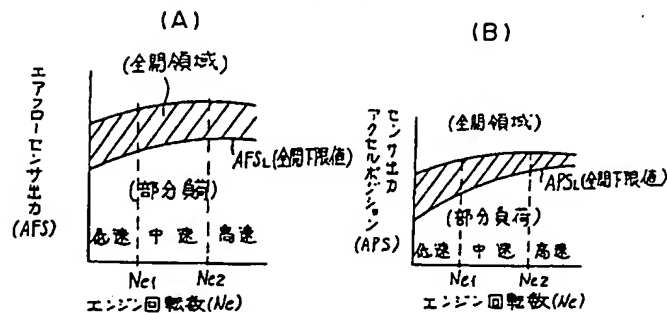 (A)
(全開領域)
エアフローセンサ出力
(AFS)
AFSL(全開下限値)
(部分負荷)
低速 中速 高速
Ne1 Ne2
エンジン回転数(Ne)
(B)
(全開領域)
アクセルポジション
センサ出力
(APS)
APSL(全開下限値)
(部分負荷)
低速 中速 高速
Ne1 Ne2
エンジン回転数(Ne)